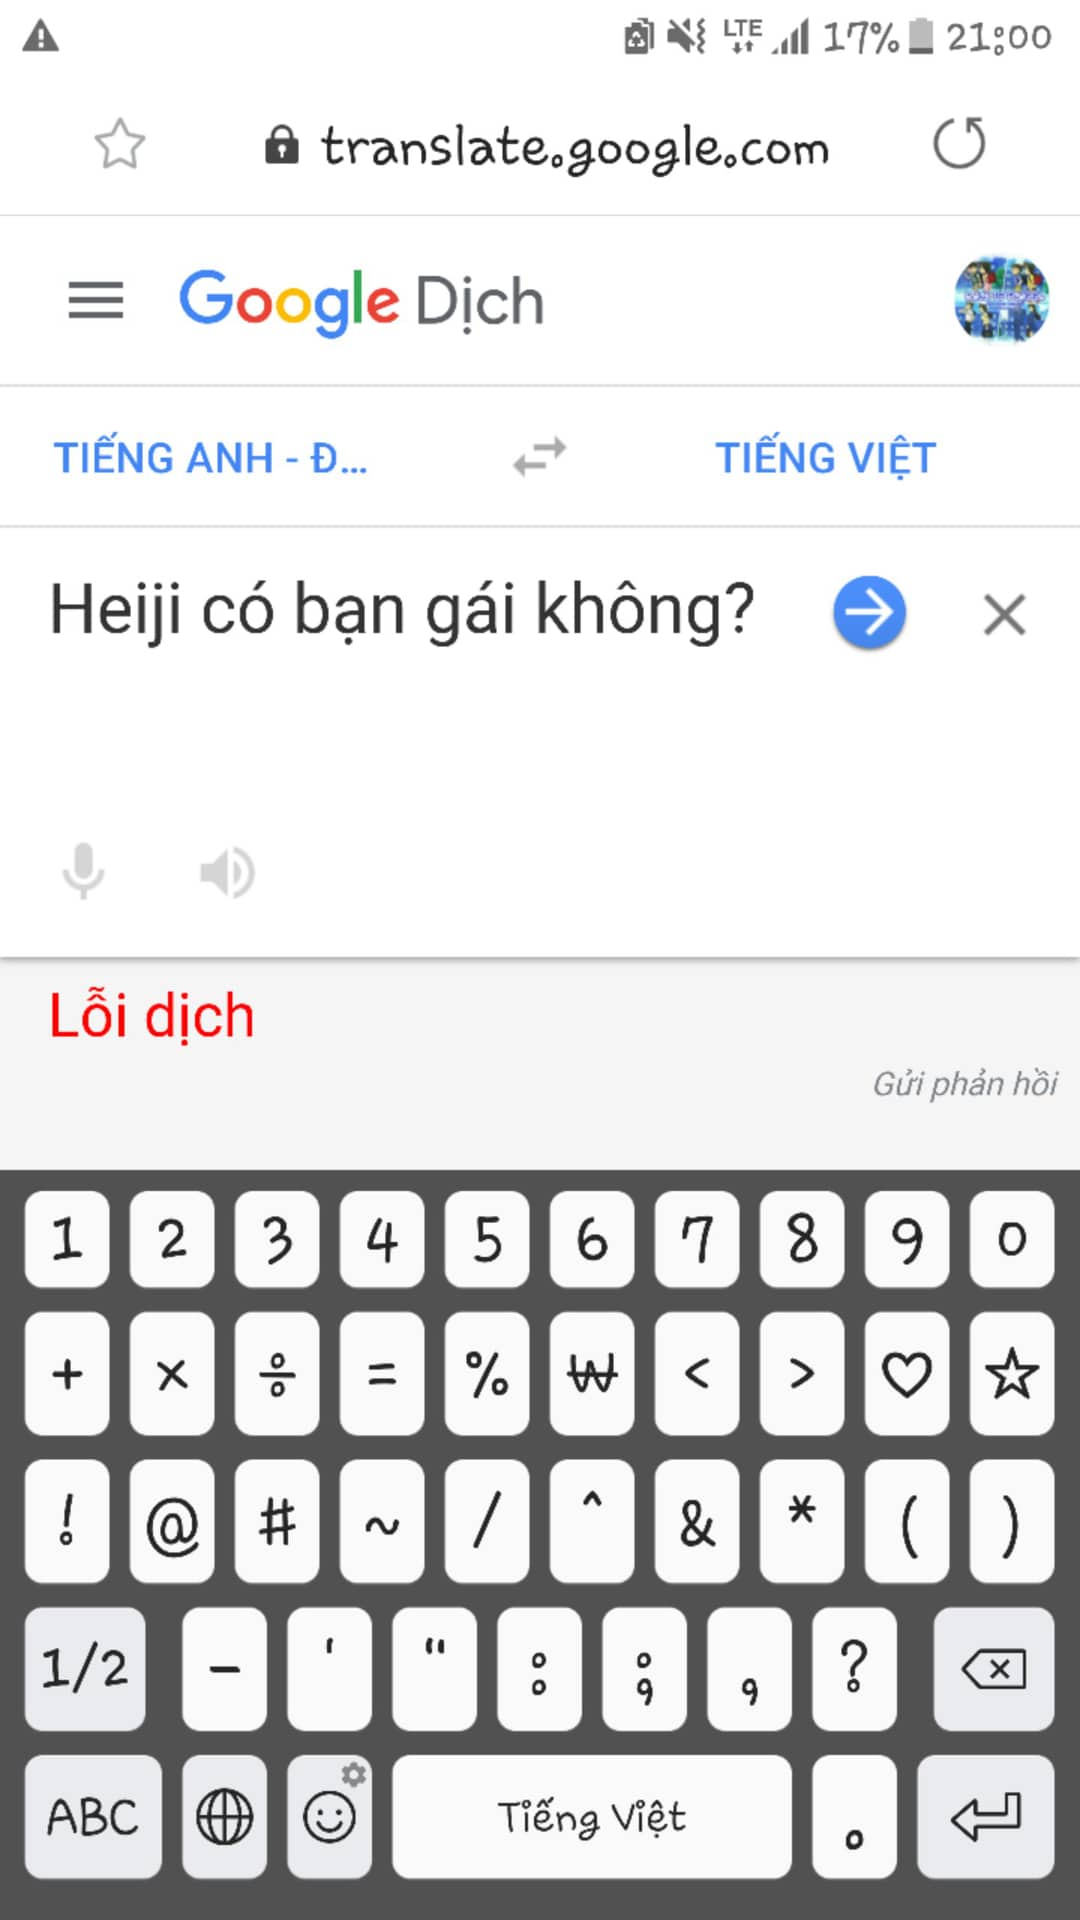 LTE 17% 21:00
translate.google.com
Google Dịch
TIẾNG ANH - Đ... TIẾNG VIỆT
Heiji có bạn gái không?
Lỗi dịch
Gửi phản hồi
1 2 3 4 5 6 7 8 9 0
+ × ÷ = % ₩ < > ♡ ☆
! @ # ~ / ^ & * ( )
1/2 - ' " : ; , ?
ABC Tiếng Việt .